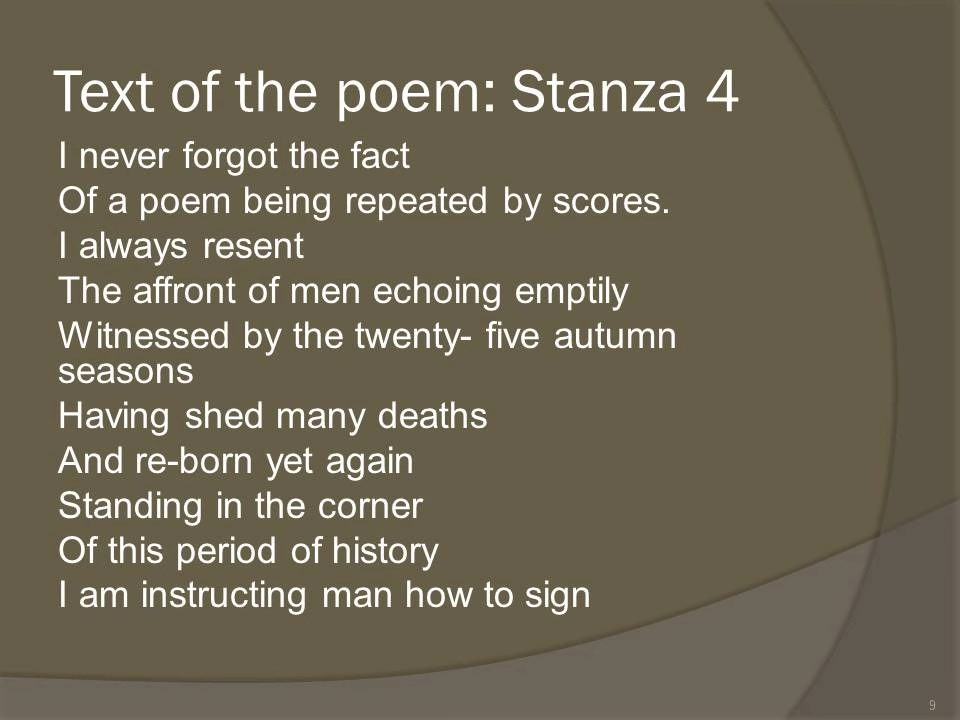 Text of the poem: Stanza 4
I never forgot the fact
Of a poem being repeated by scores.
I always resent
The affront of men echoing emptily
Witnessed by the twenty- five autumn
seasons
Having shed many deaths
And re-born yet again
Standing in the corner
Of this period of history
I am instructing man how to sign
9